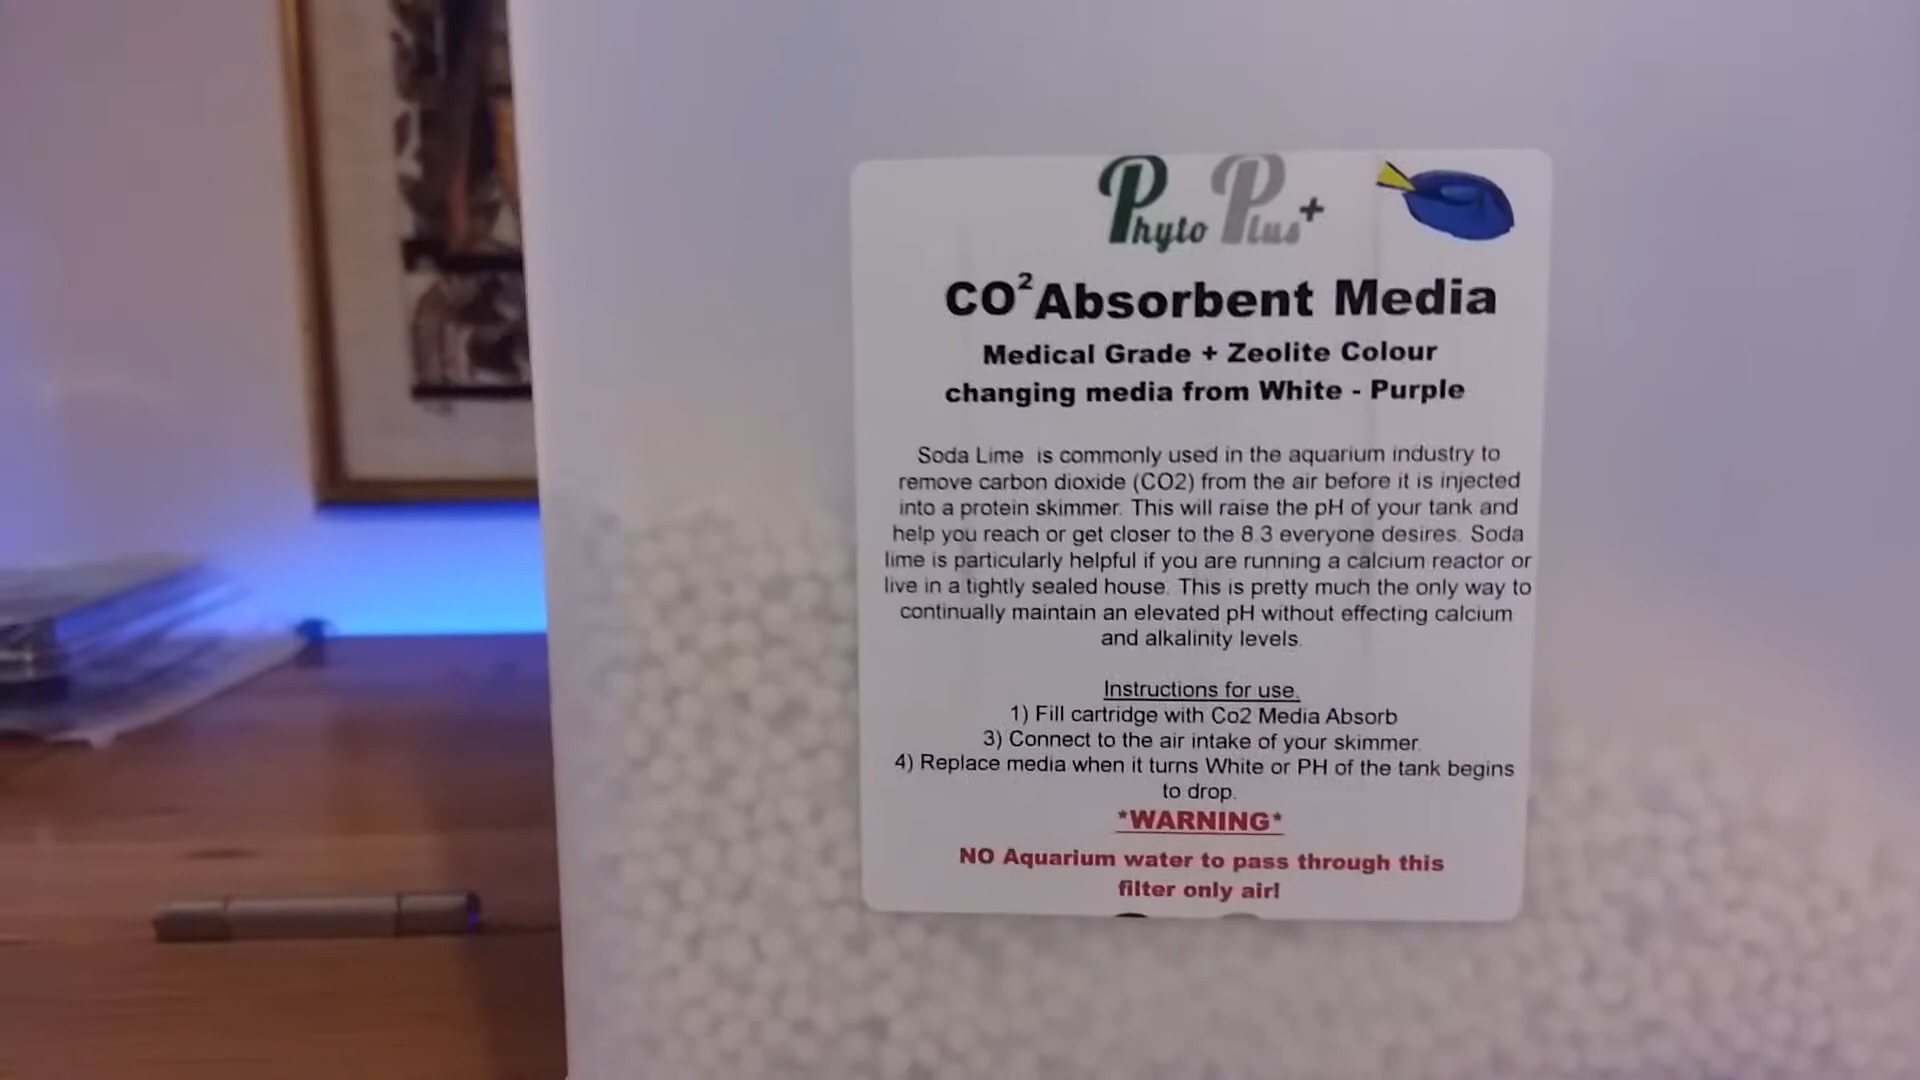 Phyto Plus+
CO² Absorbent Media
Medical Grade + Zeolite Colour
changing media from White - Purple
Soda Lime is commonly used in the aquarium industry to
remove carbon dioxide (CO2) from the air before it is injected
into a protein skimmer. This will raise the pH of your tank and
help you reach or get closer to the 8.3 everyone desires. Soda
lime is particularly helpful if you are running a calcium reactor or
live in a tightly sealed house. This is pretty much the only way to
continually maintain an elevated pH without effecting calcium
and alkalinity levels.
Instructions for use.
1) Fill cartridge with Co2 Media Absorb
3) Connect to the air intake of your skimmer.
4) Replace media when it turns White or PH of the tank begins
to drop.
*WARNING*
NO Aquarium water to pass through this
filter only air!